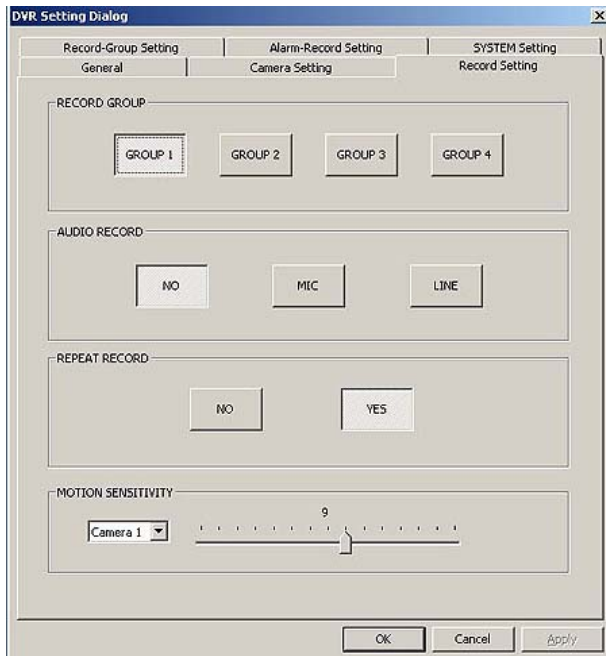 DVR Setting Dialog
Record-Group Setting Alarm-Record Setting SYSTEM Setting
General Camera Setting Record Setting
RECORD GROUP
GROUP 1 GROUP 2 GROUP 3 GROUP 4
AUDIO RECORD
NO MIC LINE
REPEAT RECORD
NO YES
MOTION SENSITIVITY
9
Camera 1
OK Cancel Apply